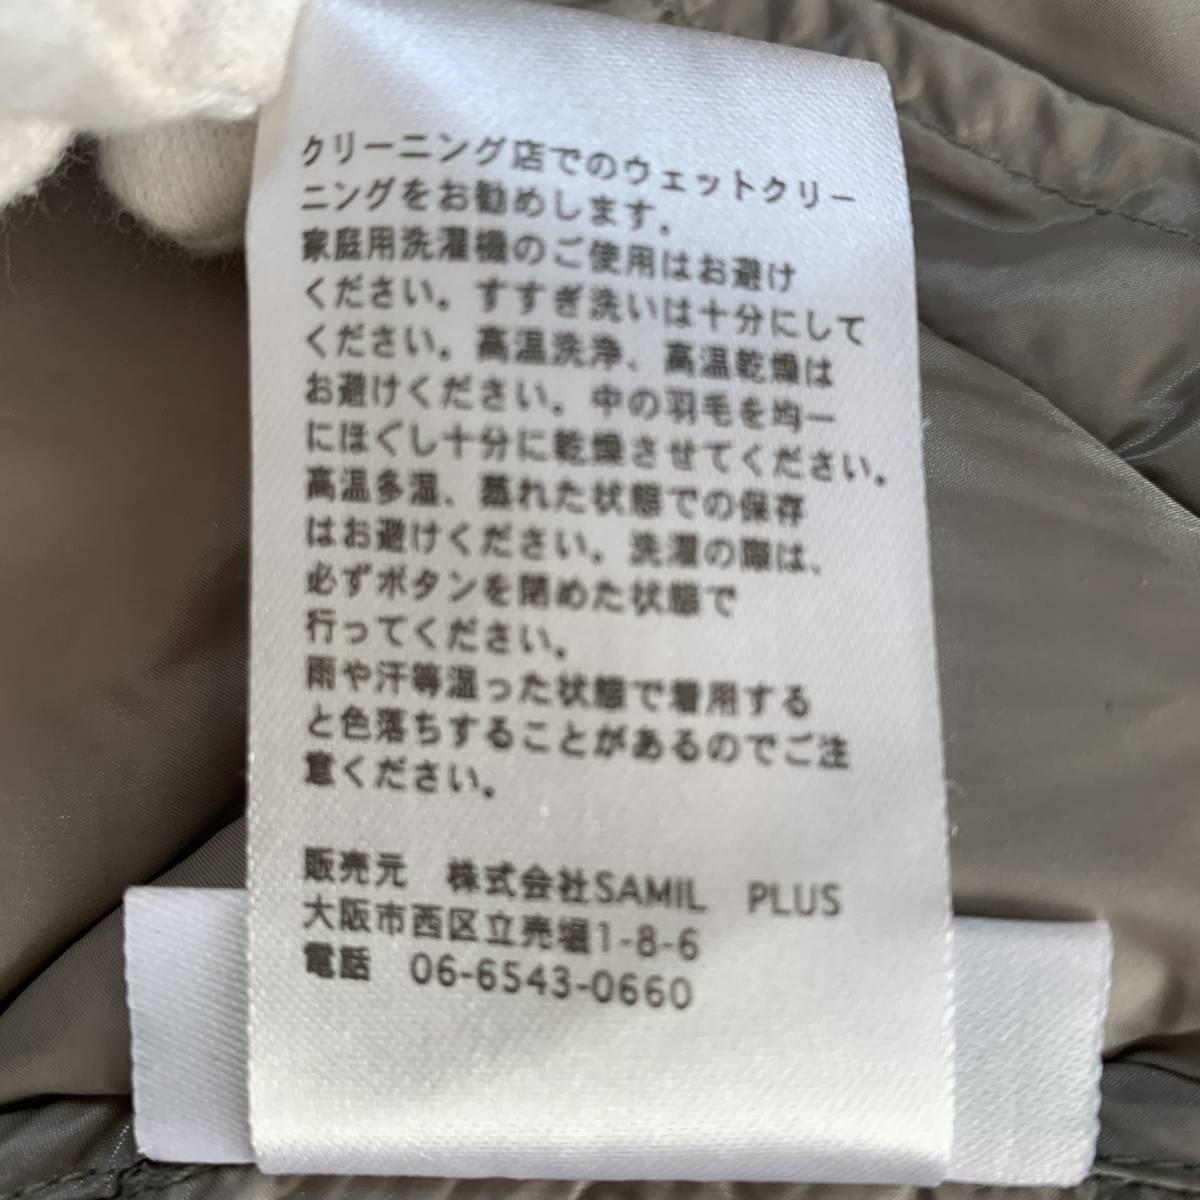 クリーニング店でのウェットクリー
ニングをお勧めします。
家庭用洗濯機のご使用はお避け
ください。すすぎ洗いは十分にして
ください。高温洗浄、高温乾燥は
お避けください。中の羽毛を均一
にほぐし十分に乾燥させてください。
高温多湿、蒸れた状態での保存
はお避けください。洗濯の際は、
必ずボタンを閉めた状態で
行ってください。
雨や汗等湿った状態で着用する
と色落ちすることがあるのでご注
意ください。
販売元 株式会社SAMIL PLUS
大阪市西区立売堀1-8-6
電話 06-6543-0660